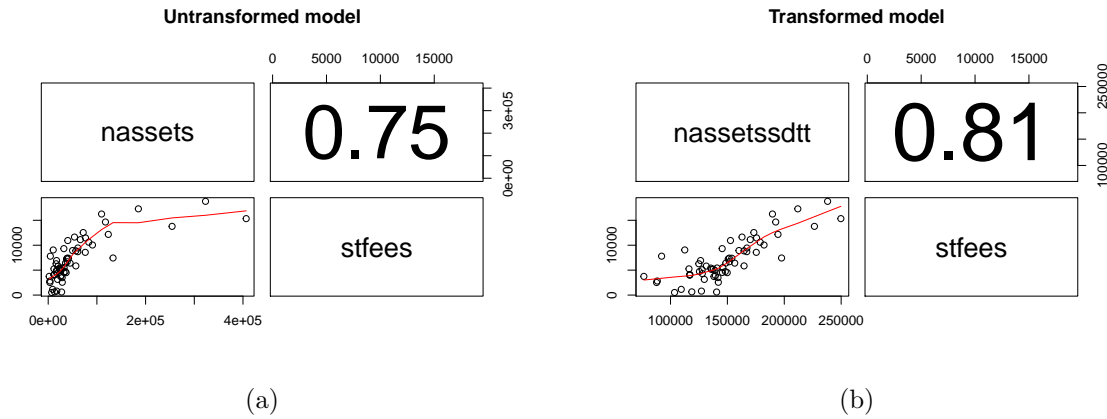 Untransformed model
0 5000 10000 15000
nassets
0.75
0e+00 3e+05
0 10000
stfees
0e+00 2e+05 4e+05
(a)
Transformed model
0 5000 10000 15000
nassetssdtt
0.81
100000 250000
0 10000
stfees
100000 150000 200000 250000
(b)